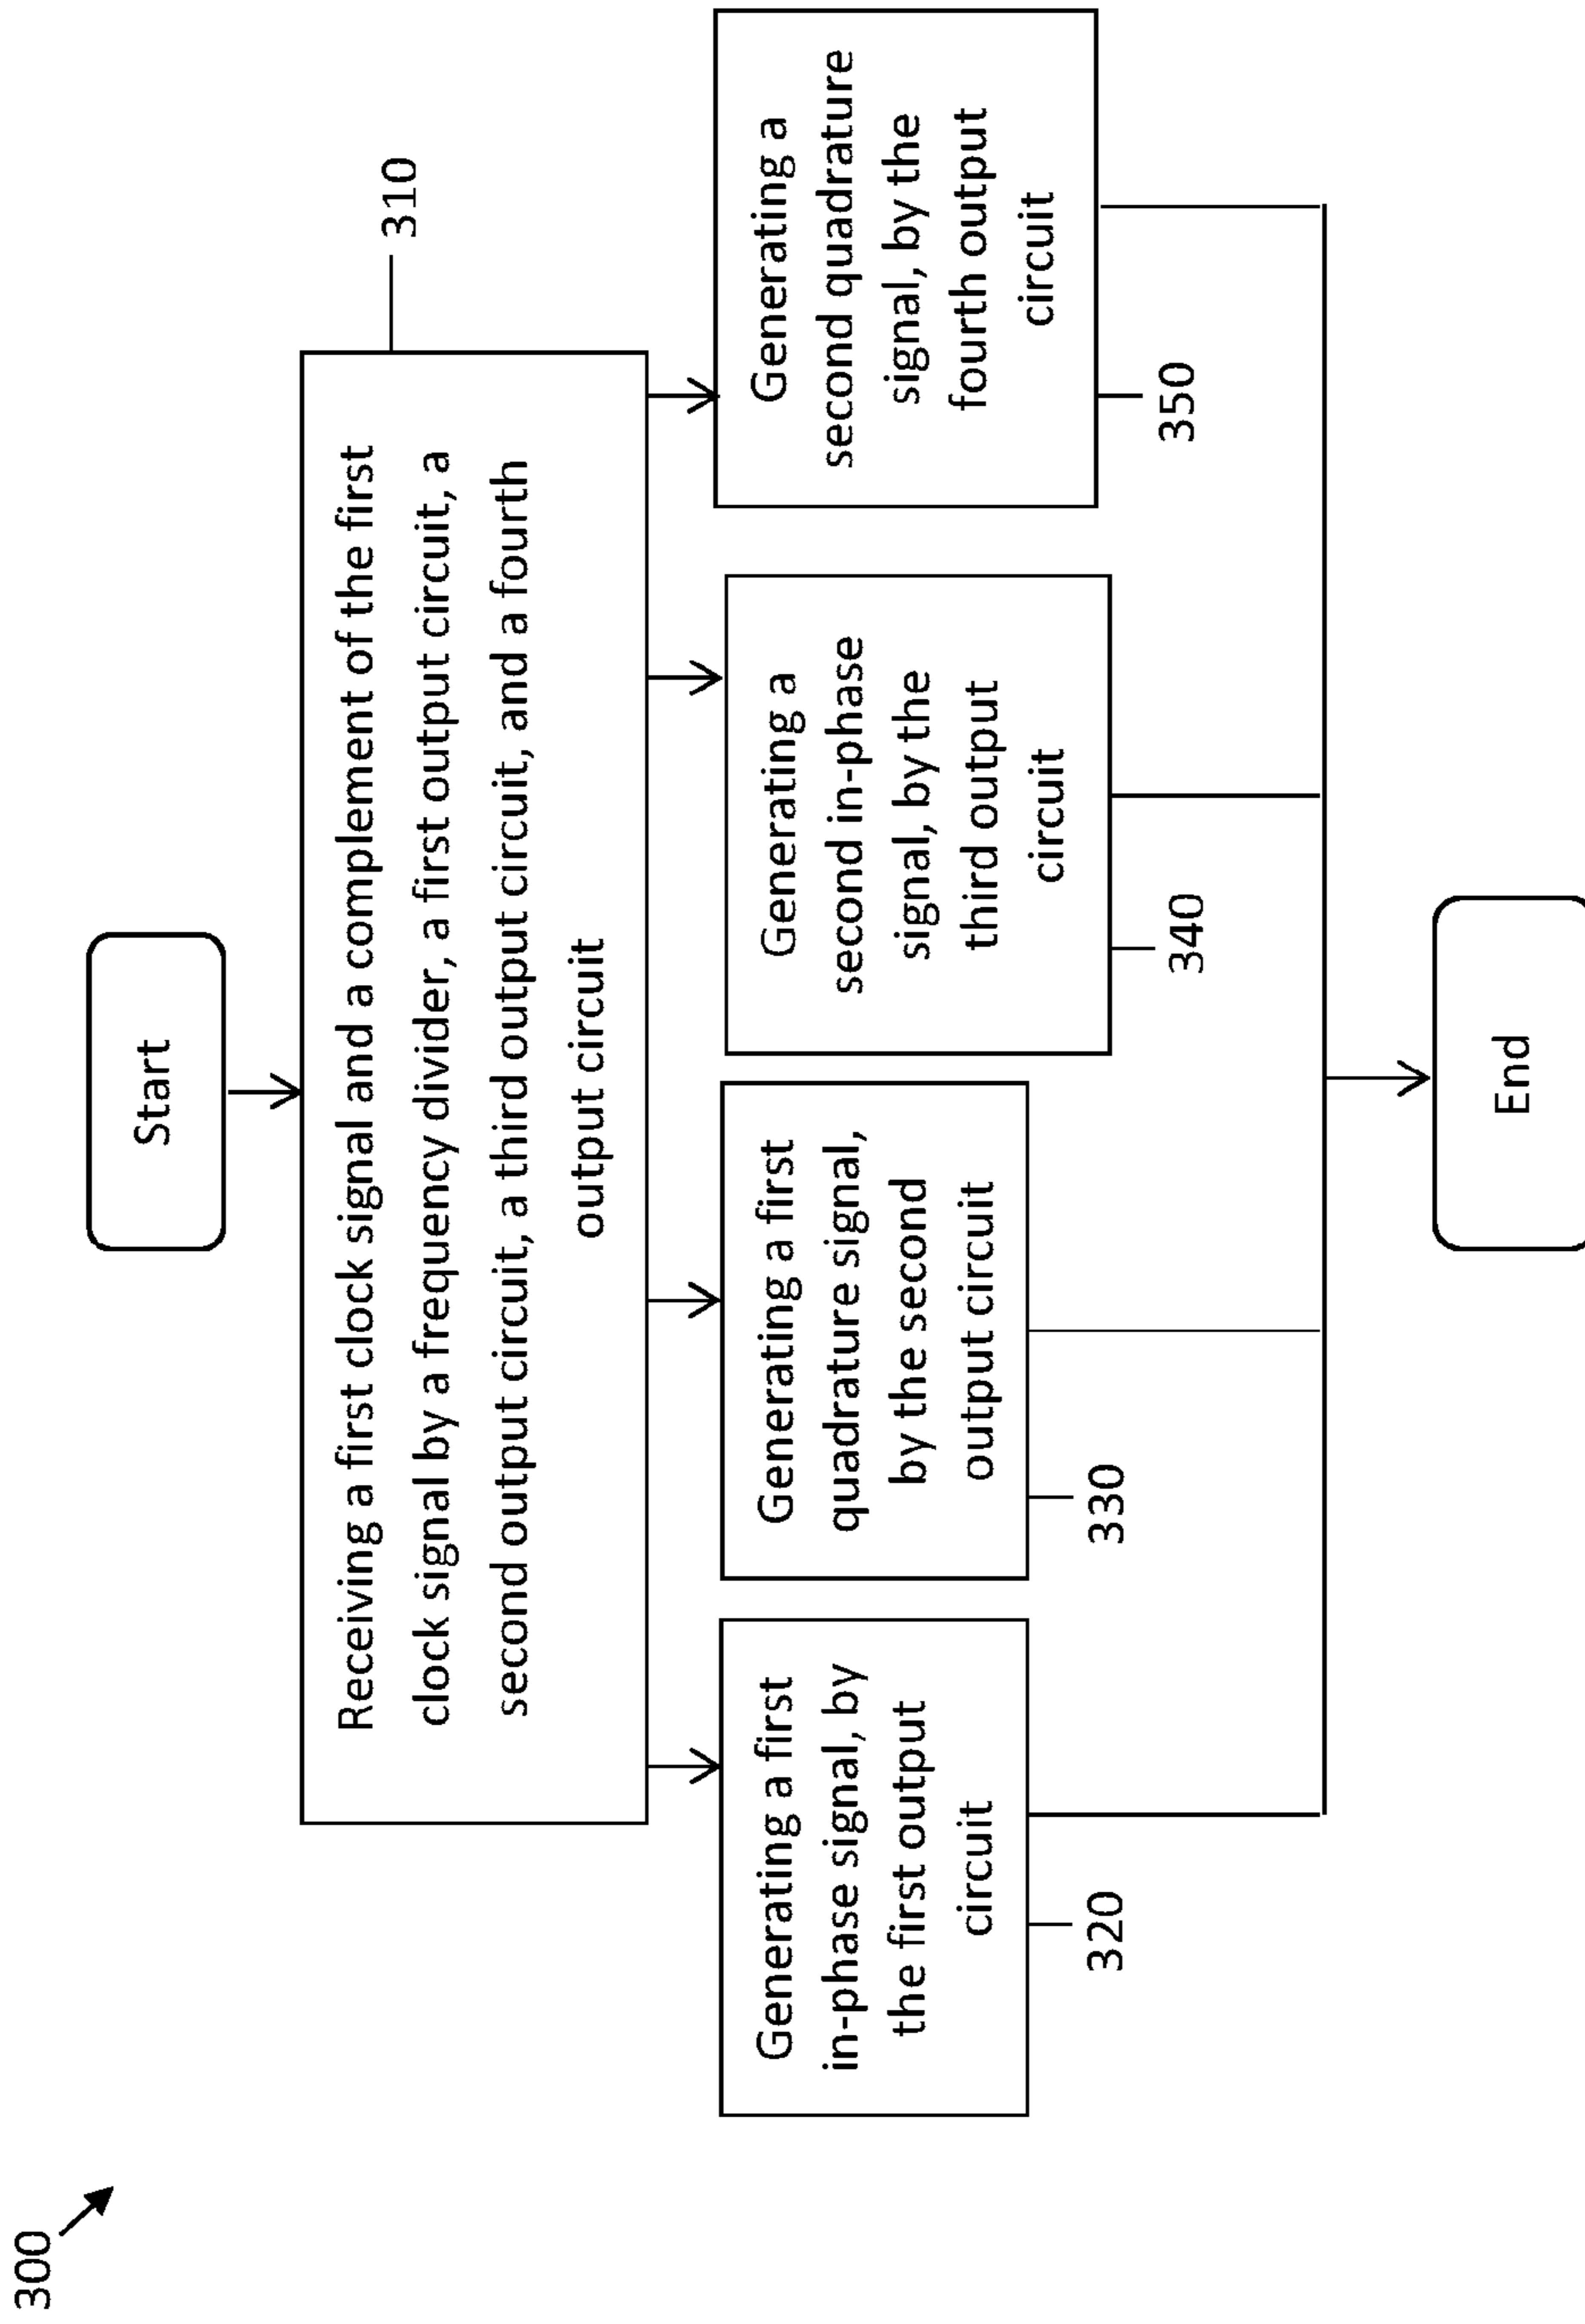 300
Start
310
Receiving a first clock signal and a complement of the first
clock signal by a frequency divider, a first output circuit, a
second output circuit, a third output circuit, and a fourth
output circuit
Generating a first
in-phase signal, by
the first output
circuit
320
Generating a first
quadrature signal,
by the second
output circuit
330
Generating a
second in-phase
signal, by the
third output
circuit
340
Generating a
second quadrature
signal, by the
fourth output
circuit
350
End